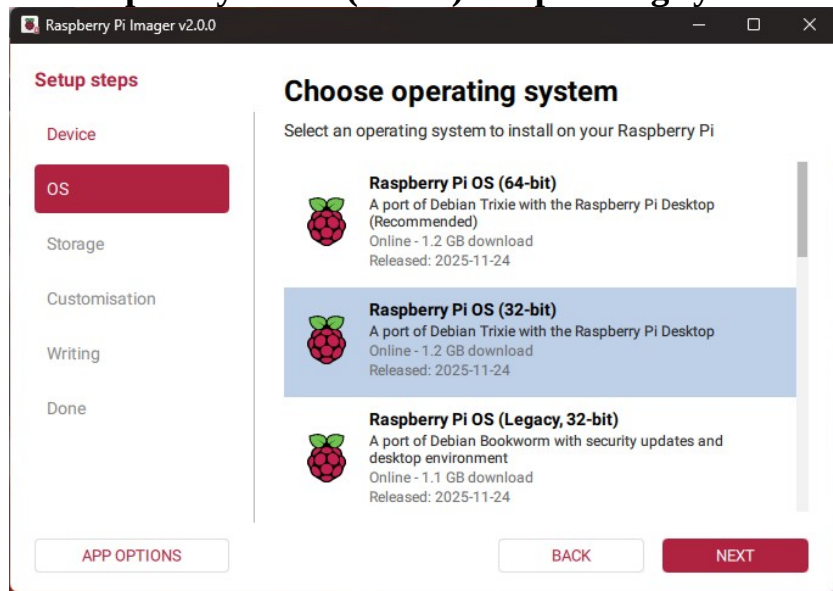 Raspberry Pi Imager v2.0.0
Setup steps
Device
OS
Storage
Customisation
Writing
Done
APP OPTIONS
Choose operating system
Select an operating system to install on your Raspberry Pi
Raspberry Pi OS (64-bit)
A port of Debian Trixie with the Raspberry Pi Desktop
(Recommended)
Online - 1.2 GB download
Released: 2025-11-24
Raspberry Pi OS (32-bit)
A port of Debian Trixie with the Raspberry Pi Desktop
Online - 1.2 GB download
Released: 2025-11-24
Raspberry Pi OS (Legacy, 32-bit)
A port of Debian Bookworm with security updates and
desktop environment
Online - 1.1 GB download
Released: 2025-11-24
BACK
NEXT